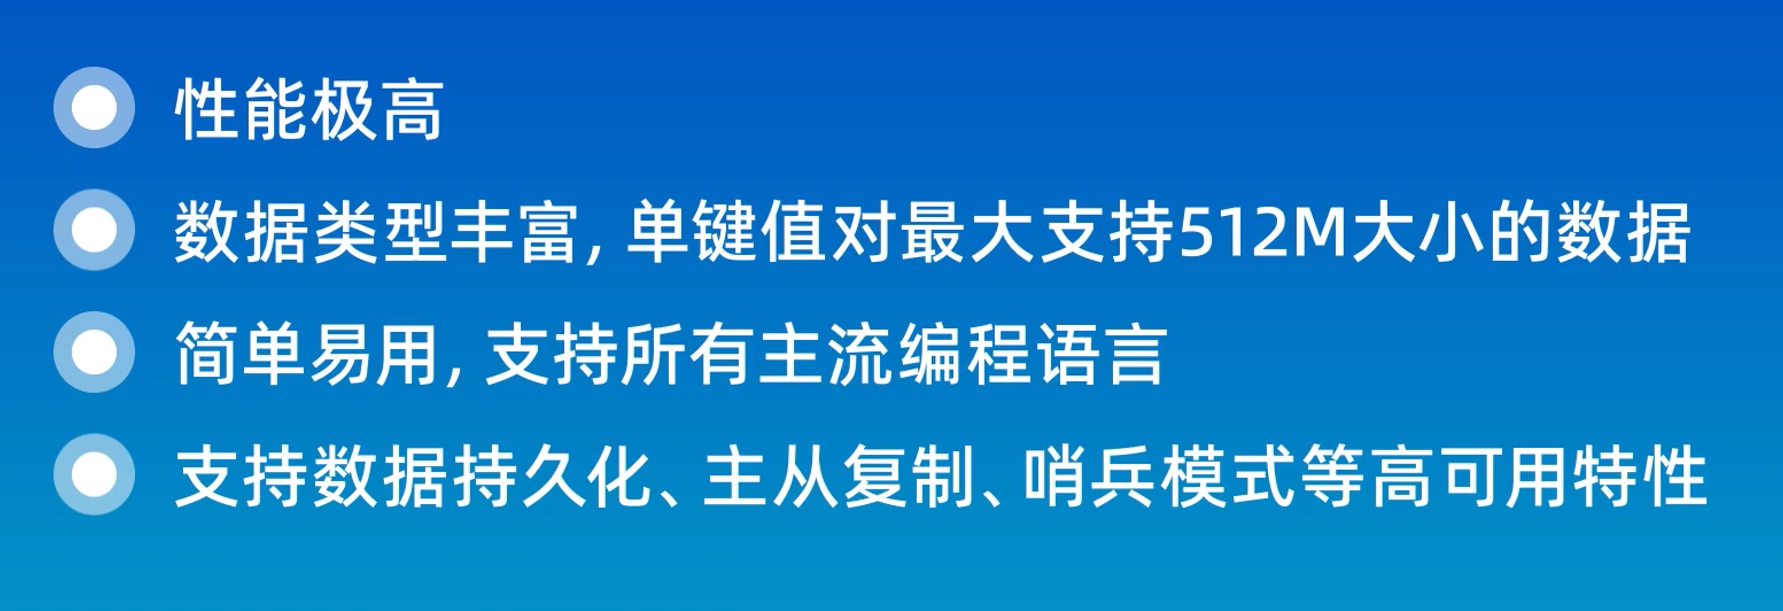 性能极高
数据类型丰富, 单键值对最大支持512M大小的数据
简单易用, 支持所有主流编程语言
支持数据持久化、主从复制、哨兵模式等高可用特性